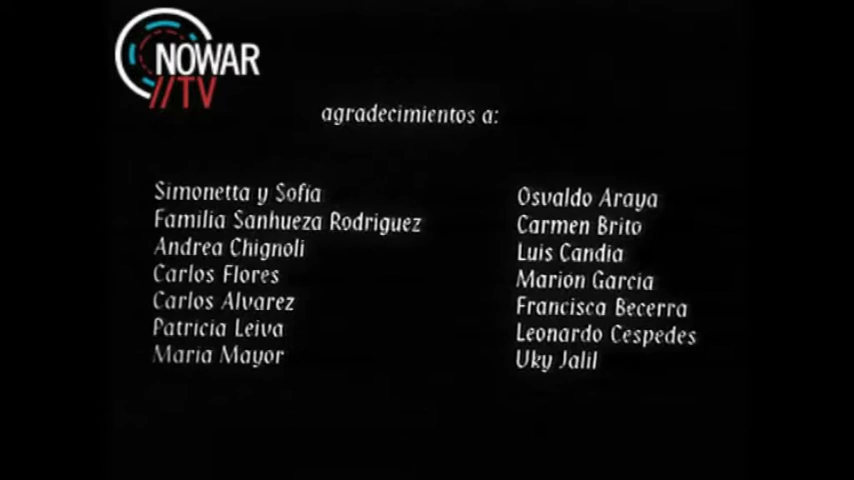 NOWAR
//TV
agradecimientos a:
Simonetta y Sofia
Familia Sanhueza Rodriguez
Andrea Chignoli
Carlos Flores
Carlos Alvarez
Patricia Leiva
Maria Mayor
Osvaldo Araya
Carmen Brito
Luis Candia
Marion Garcia
Francisca Becerra
Leonardo Cespedes
Uky Jalil